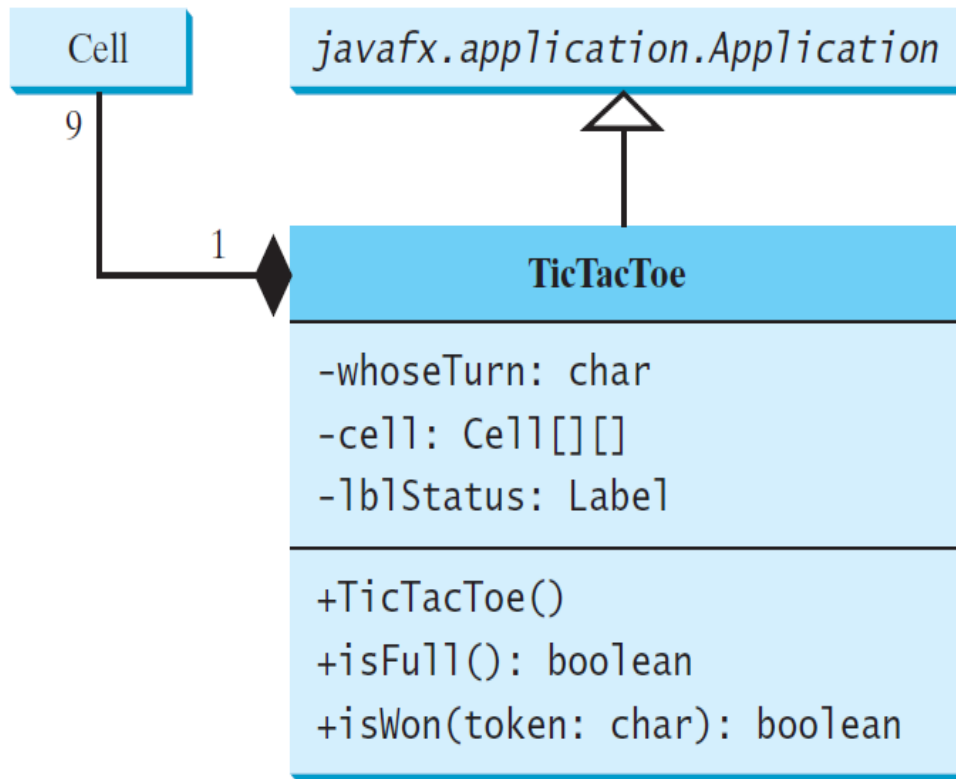 Cell
javafx.application.Application
9
1
TicTacToe
-whoseTurn: char
-cell: Cell[][]
-lblStatus: Label
+TicTacToe()
+isFull(): boolean
+isWon(token: char): boolean